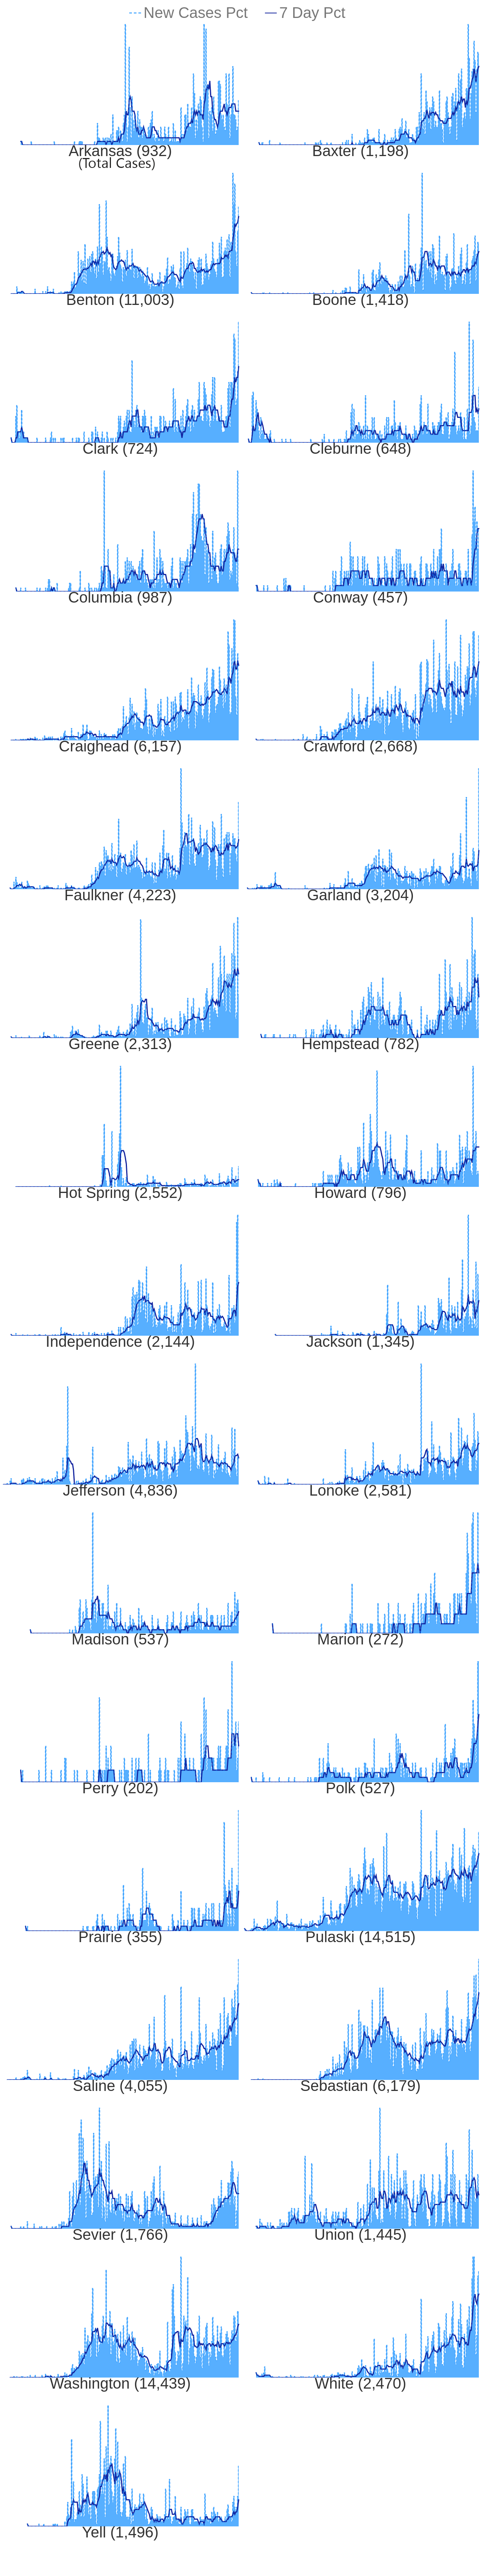 New Cases Pct 7 Day Pct
Arkansas (932) Baxter (1,198)
(Total Cases)
Benton (11,003) Boone (1,418)
Clark (724) Cleburne (648)
Columbia (987) Conway (457)
Craighead (6,157) Crawford (2,668)
Faulkner (4,223) Garland (3,204)
Greene (2,313) Hempstead (782)
Hot Spring (2,552) Howard (796)
Independence (2,144) Jackson (1,345)
Jefferson (4,836) Lonoke (2,581)
Madison (537) Marion (272)
Perry (202) Polk (527)
Prairie (355) Pulaski (14,515)
Saline (4,055) Sebastian (6,179)
Sevier (1,766) Union (1,445)
Washington (14,439) White (2,470)
Yell (1,496)